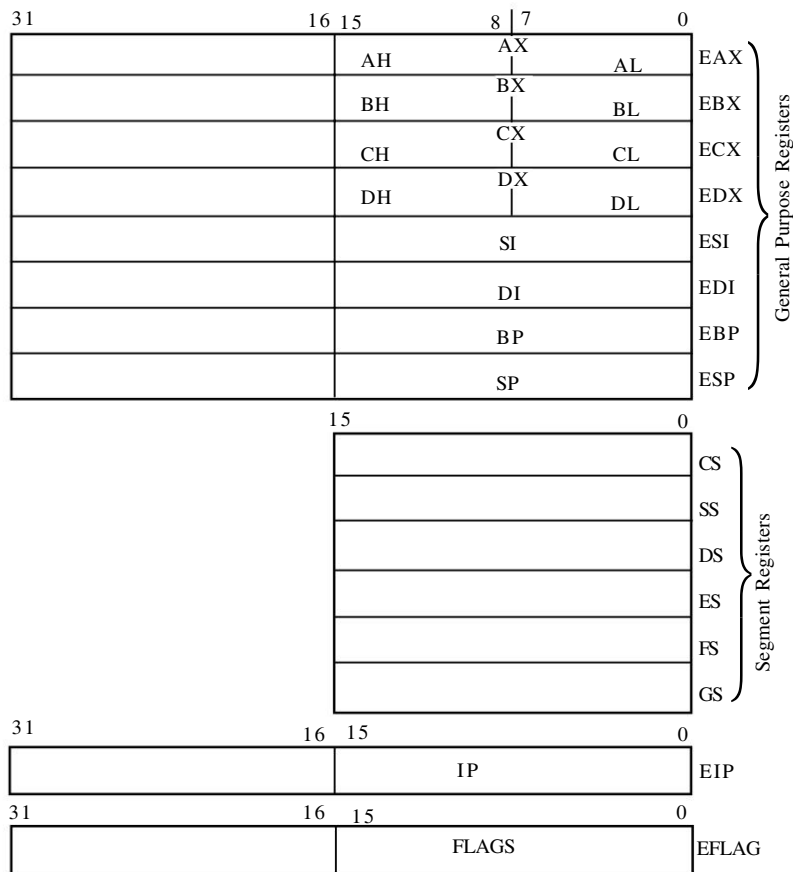 31 16 15 8 7 0
AH AX AL EAX
BH BX BL EBX
CH CX CL ECX
DH DX DL EDX
SI ESI
DI EDI
BP EBP
SP ESP
General Purpose Registers
15 0
CS
SS
DS
ES
FS
GS
Segment Registers
31 16 15 0
IP EIP
31 16 15 0
FLAGS EFLAG